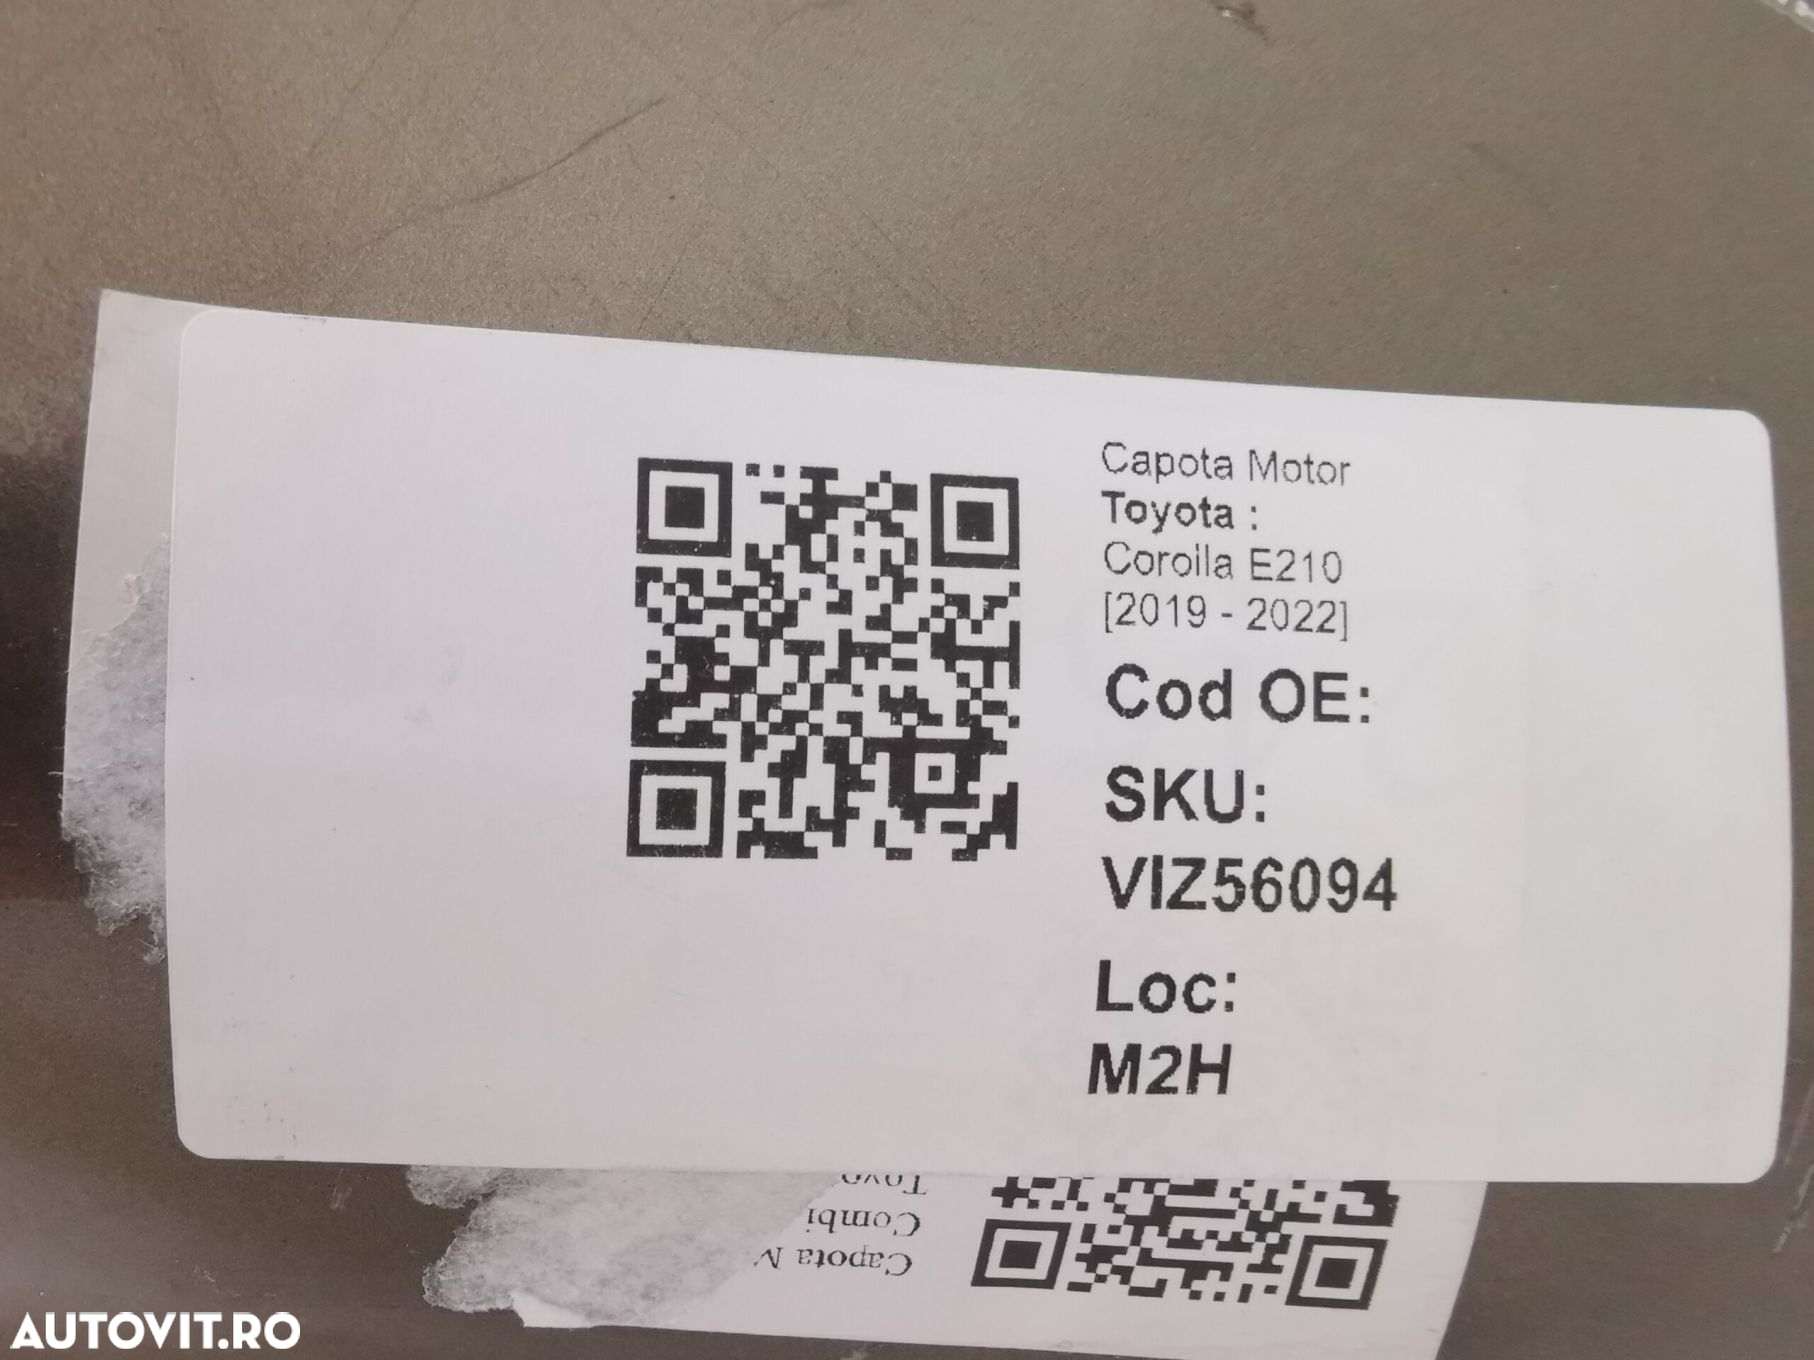 Capota Motor
Toyota :
Corolla E210
[2019 - 2022]
Cod OE:
SKU:
VIZ56094
Loc:
M2H
Capota
Combi
AUTOVIT.RO